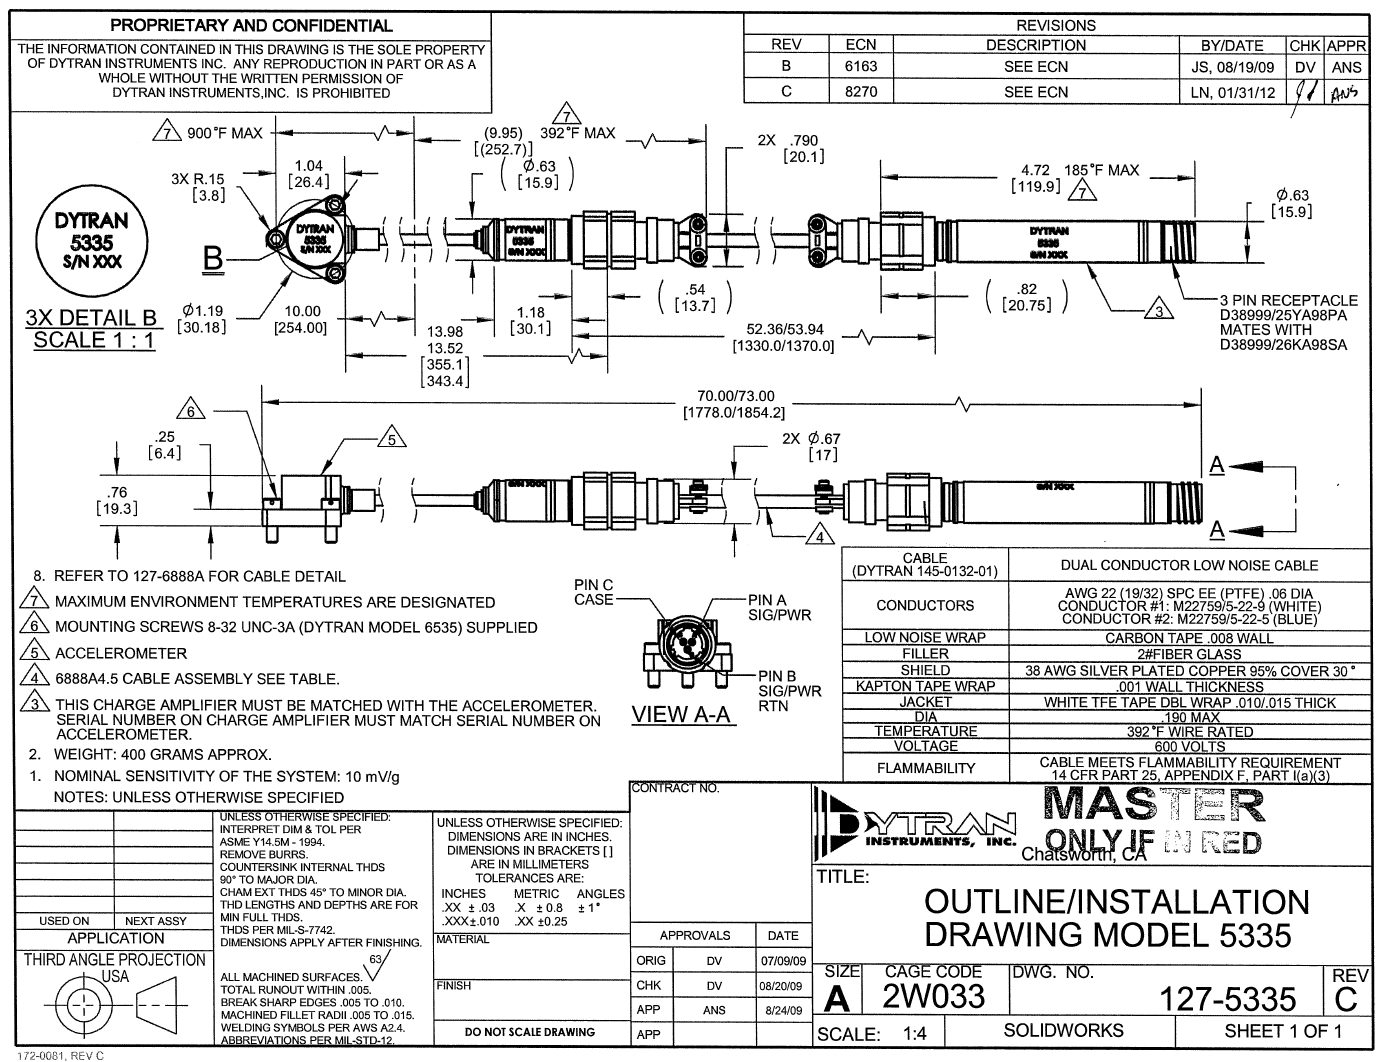 PROPRIETARY AND CONFIDENTIAL
THE INFORMATION CONTAINED IN THIS DRAWING IS THE SOLE PROPERTY
OF DYTRAN INSTRUMENTS INC. ANY REPRODUCTION IN PART OR AS A
WHOLE WITHOUT THE WRITTEN PERMISSION OF
DYTRAN INSTRUMENTS,INC. IS PROHIBITED
REVISIONS
REV ECN DESCRIPTION BY/DATE CHK APPR
B 6163 SEE ECN JS, 08/19/09 DV ANS
C 8270 SEE ECN LN, 01/31/12 ANS
7 900°F MAX
(9.95)
[(252.7)]
7
392°F MAX
2X .790
[20.1]
4.72
[119.9]
185°F MAX
7
Ø.63
[15.9]
3X R.15
[3.8]
1.04
[26.4]
( Ø.63
[15.9] )
DYTRAN
5335
S/N XXX
DYTRAN
5335
S/N XXX
DYTRAN
5335
S/N XXX
DYTRAN
5335
S/N XXX
B
3X DETAIL B
SCALE 1 : 1
Ø1.19
[30.18]
10.00
[254.00]
13.98
13.52
[355.1]
[343.4]
1.18
[30.1]
( .54
[13.7] )
52.36/53.94
[1330.0/1370.0]
( .82
[20.75] )
3
3 PIN RECEPTACLE
D38999/25YA98PA
MATES WITH
D38999/26KA98SA
70.00/73.00
[1778.0/1854.2]
6
5
.25
[6.4]
.76
[19.3]
2X Ø.67
[17]
S/N XXX
S/N XXX
4
A
A
8. REFER TO 127-6888A FOR CABLE DETAIL
7 MAXIMUM ENVIRONMENT TEMPERATURES ARE DESIGNATED
6 MOUNTING SCREWS 8-32 UNC-3A (DYTRAN MODEL 6535) SUPPLIED
5 ACCELEROMETER
4 6888A4.5 CABLE ASSEMBLY SEE TABLE.
3 THIS CHARGE AMPLIFIER MUST BE MATCHED WITH THE ACCELEROMETER.
SERIAL NUMBER ON CHARGE AMPLIFIER MUST MATCH SERIAL NUMBER ON
ACCELEROMETER.
2. WEIGHT: 400 GRAMS APPROX.
1. NOMINAL SENSITIVITY OF THE SYSTEM: 10 mV/g
NOTES: UNLESS OTHERWISE SPECIFIED
PIN C
CASE
PIN A
SIG/PWR
PIN B
SIG/PWR
RTN
VIEW A-A
CABLE
(DYTRAN 145-0132-01)
DUAL CONDUCTOR LOW NOISE CABLE
CONDUCTORS
AWG 22 (19/32) SPC EE (PTFE) .06 DIA
CONDUCTOR #1: M22759/5-22-9 (WHITE)
CONDUCTOR #2: M22759/5-22-5 (BLUE)
LOW NOISE WRAP CARBON TAPE .008 WALL
FILLER 2#FIBER GLASS
SHIELD 38 AWG SILVER PLATED COPPER 95% COVER 30°
KAPTON TAPE WRAP .001 WALL THICKNESS
JACKET WHITE TFE TAPE DBL WRAP .010/.015 THICK
DIA .190 MAX
TEMPERATURE 392°F WIRE RATED
VOLTAGE 600 VOLTS
FLAMMABILITY
CABLE MEETS FLAMMABILITY REQUIREMENT
14 CFR PART 25, APPENDIX F, PART I(a)(3)
USED ON NEXT ASSY
APPLICATION
THIRD ANGLE PROJECTION
USA
UNLESS OTHERWISE SPECIFIED:
INTERPRET DIM & TOL PER
ASME Y14.5M - 1994.
REMOVE BURRS.
COUNTERSINK INTERNAL THDS
90° TO MAJOR DIA.
CHAM EXT THDS 45° TO MINOR DIA.
THD LENGTHS AND DEPTHS ARE FOR
MIN FULL THDS.
THDS PER MIL-S-7742.
DIMENSIONS APPLY AFTER FINISHING.
63
ALL MACHINED SURFACES.
TOTAL RUNOUT WITHIN .005.
BREAK SHARP EDGES .005 TO .010.
MACHINED FILLET RADII .005 TO .015.
WELDING SYMBOLS PER AWS A2.4.
ABBREVIATIONS PER MIL-STD-12.
UNLESS OTHERWISE SPECIFIED:
DIMENSIONS ARE IN INCHES.
DIMENSIONS IN BRACKETS [ ]
ARE IN MILLIMETERS
TOLERANCES ARE:
INCHES METRIC ANGLES
.XX ± .03 .X ± 0.8 ± 1°
.XXX±.010 .XX ±0.25
MATERIAL
FINISH
DO NOT SCALE DRAWING
CONTRACT NO.
APPROVALS DATE
ORIG DV 07/09/09
CHK DV 08/20/09
APP ANS 8/24/09
APP
DYTRAN
INSTRUMENTS, INC.
Chatsworth, CA
MASTER
ONLY IF IN RED
TITLE:
OUTLINE/INSTALLATION
DRAWING MODEL 5335
SIZE
A
CAGE CODE
2W033
DWG. NO.
127-5335
REV
C
SCALE: 1:4 SOLIDWORKS SHEET 1 OF 1
172-0081, REV C